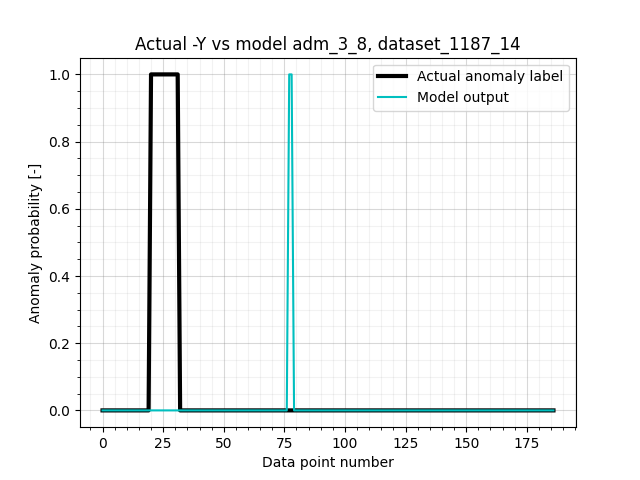 Actual -Y vs model adm_3_8, dataset_1187_14
Actual anomaly label
Model output
Anomaly probability [-]
1.0
0.8
0.6
0.4
0.2
0.0
0 25 50 75 100 125 150 175
Data point number